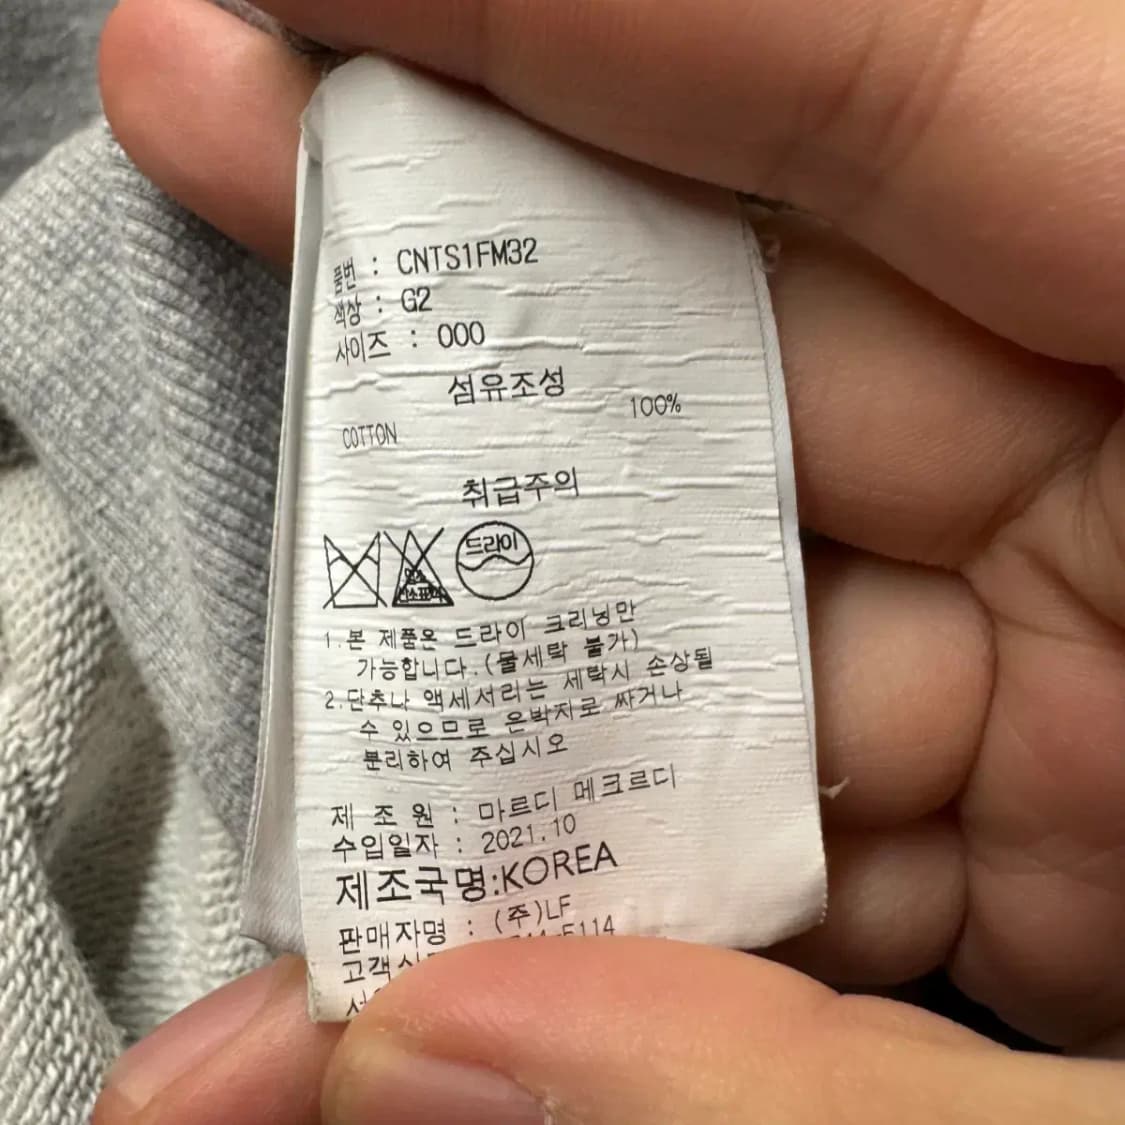 품번 : CNTS1FM32
색상 : G2
사이즈 : 000
섬유조성
COTTON 100%
취급주의
드라이
1.본 제품은 드라이 크리닝만
가능합니다.(물세탁 불가)
2.단추나 액세서리는 세탁시 손상될
수 있으므로 은박지로 싸거나
분리하여 주십시오
제 조 원 : 마르디 메크르디
수입일자 : 2021.10
제조국명:KOREA
판매자명 : (주)LF
고객